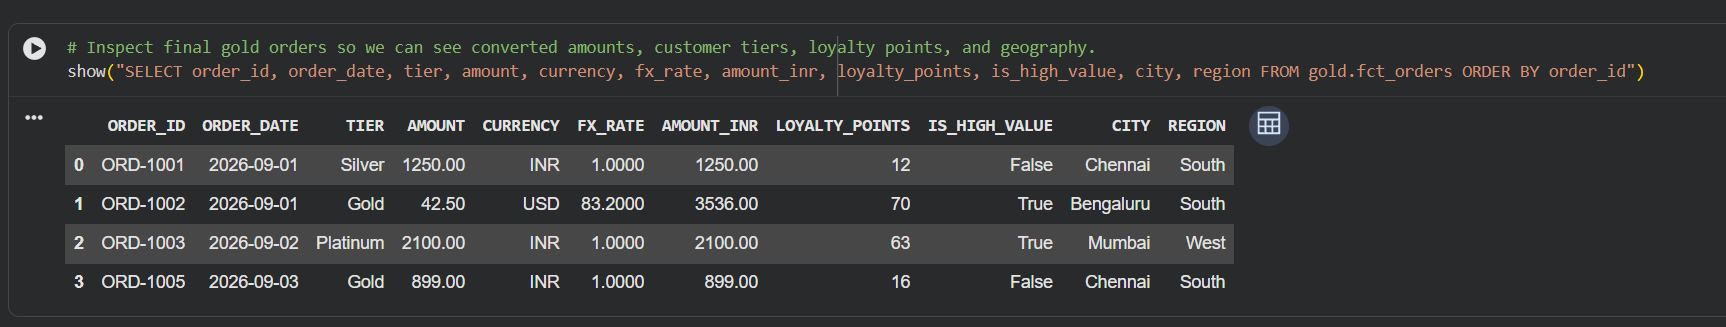 # Inspect final gold orders so we can see converted amounts, customer tiers, loyalty points, and geography.
show("SELECT order_id, order_date, tier, amount, currency, fx_rate, amount_inr, loyalty_points, is_high_value, city, region FROM gold.fct_orders ORDER BY order_id")
ORDER_ID ORDER_DATE TIER AMOUNT CURRENCY FX_RATE AMOUNT_INR LOYALTY_POINTS IS_HIGH_VALUE CITY REGION
0 ORD-1001 2026-09-01 Silver 1250.00 INR 1.0000 1250.00 12 False Chennai South
1 ORD-1002 2026-09-01 Gold 42.50 USD 83.2000 3536.00 70 True Bengaluru South
2 ORD-1003 2026-09-02 Platinum 2100.00 INR 1.0000 2100.00 63 True Mumbai West
3 ORD-1005 2026-09-03 Gold 899.00 INR 1.0000 899.00 16 False Chennai South